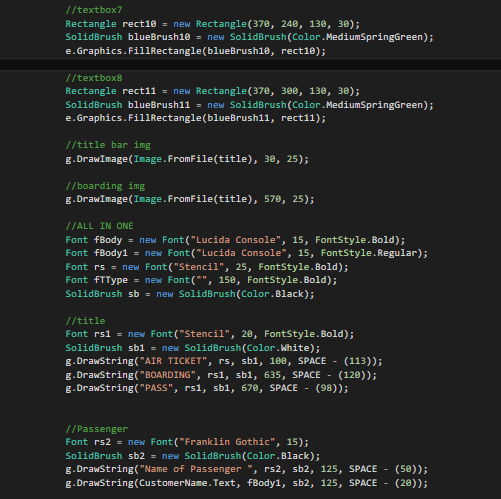 //textbox7
Rectangle rect10 = new Rectangle(370, 240, 130, 30);
SolidBrush blueBrush10 = new SolidBrush(Color.MediumSpringGreen);
e.Graphics.FillRectangle(blueBrush10, rect10);
//textbox8
Rectangle rect11 = new Rectangle(370, 300, 130, 30);
SolidBrush blueBrush11 = new SolidBrush(Color.MediumSpringGreen);
e.Graphics.FillRectangle(blueBrush11, rect11);
//title bar img
g.DrawImage(Image.FromFile(title), 30, 25);
//boarding img
g.DrawImage(Image.FromFile(title), 570, 25);
//ALL IN ONE
Font fBody = new Font("Lucida Console", 15, FontStyle.Bold);
Font fBody1 = new Font("Lucida Console", 15, FontStyle.Regular);
Font rs = new Font("Stencil", 25, FontStyle.Bold);
Font fTType = new Font("", 150, FontStyle.Bold);
SolidBrush sb = new SolidBrush(Color.Black);
//title
Font rs1 = new Font("Stencil", 20, FontStyle.Bold);
SolidBrush sb1 = new SolidBrush(Color.White);
g.DrawString("AIR TICKET", rs, sb1, 100, SPACE - (113));
g.DrawString("BOARDING", rs1, sb1, 635, SPACE - (120));
g.DrawString("PASS", rs1, sb1, 670, SPACE - (98));
//Passenger
Font rs2 = new Font("Franklin Gothic", 15);
SolidBrush sb2 = new SolidBrush(Color.Black);
g.DrawString("Name of Passenger ", rs2, sb2, 125, SPACE - (50));
g.DrawString(CustomerName.Text, fBody1, sb2, 125, SPACE - (20));